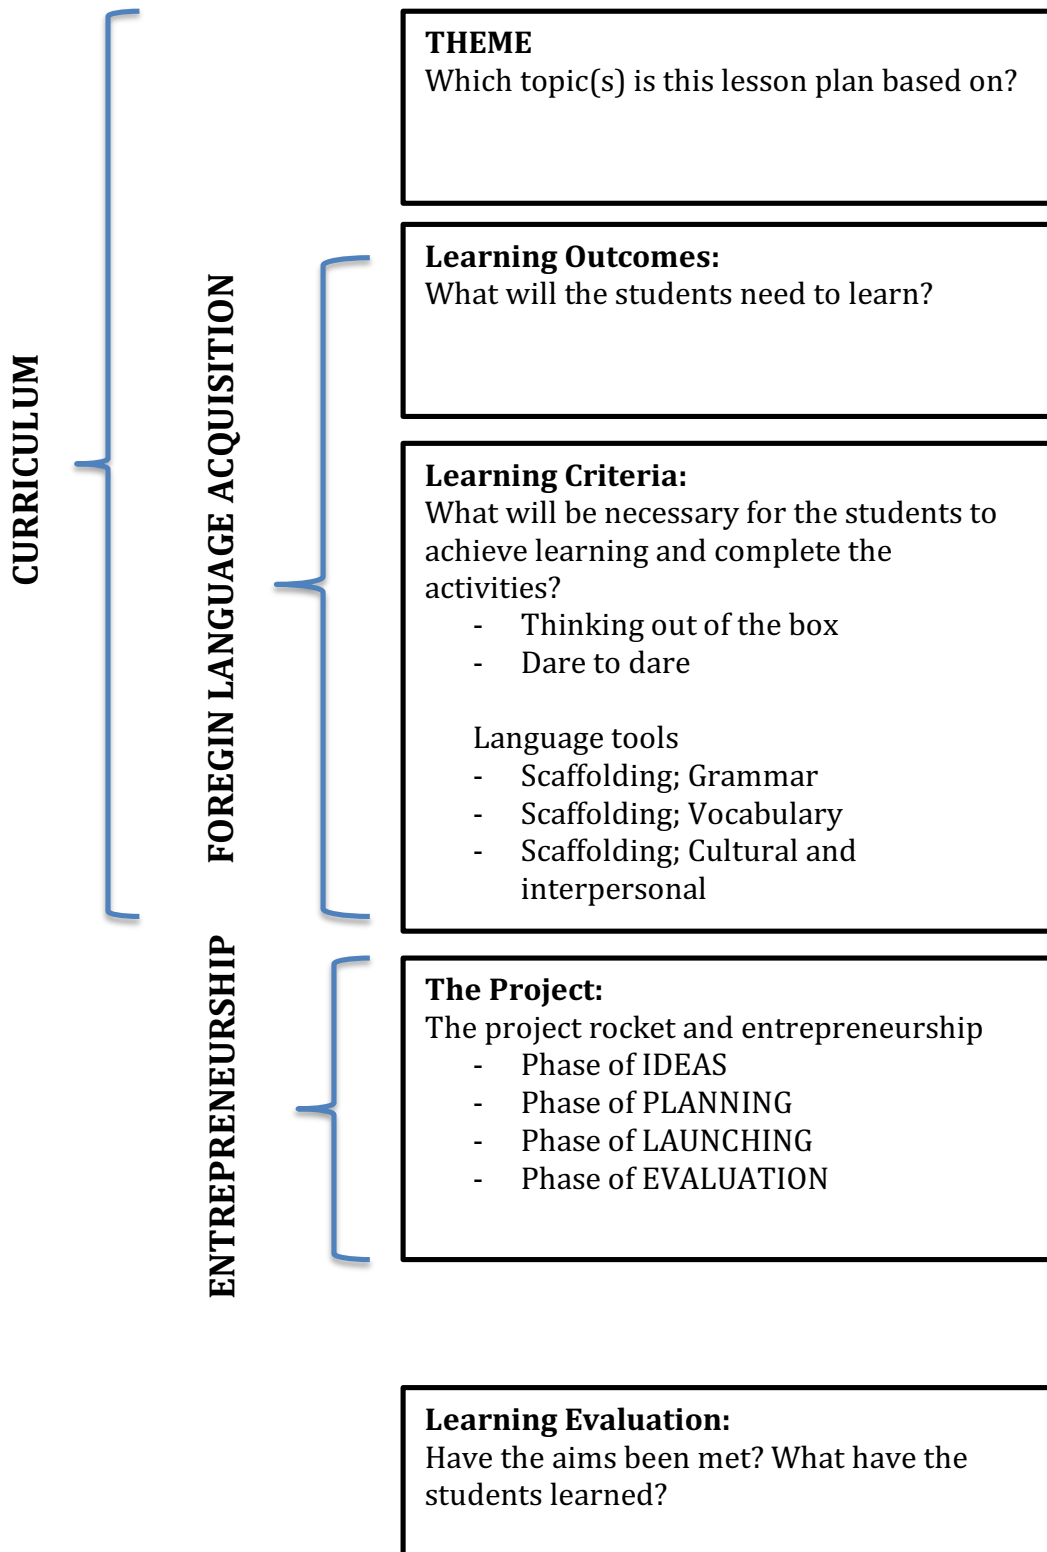 CURRICULUM
FOREGIN LANGUAGE ACQUISITION
ENTREPRENEURSHIP
THEME
Which topic(s) is this lesson plan based on?
Learning Outcomes:
What will the students need to learn?
Learning Criteria:
What will be necessary for the students to
achieve learning and complete the
activities?
- Thinking out of the box
- Dare to dare
Language tools
- Scaffolding; Grammar
- Scaffolding; Vocabulary
- Scaffolding; Cultural and
interpersonal
The Project:
The project rocket and entrepreneurship
- Phase of IDEAS
- Phase of PLANNING
- Phase of LAUNCHING
- Phase of EVALUATION
Learning Evaluation:
Have the aims been met? What have the
students learned?